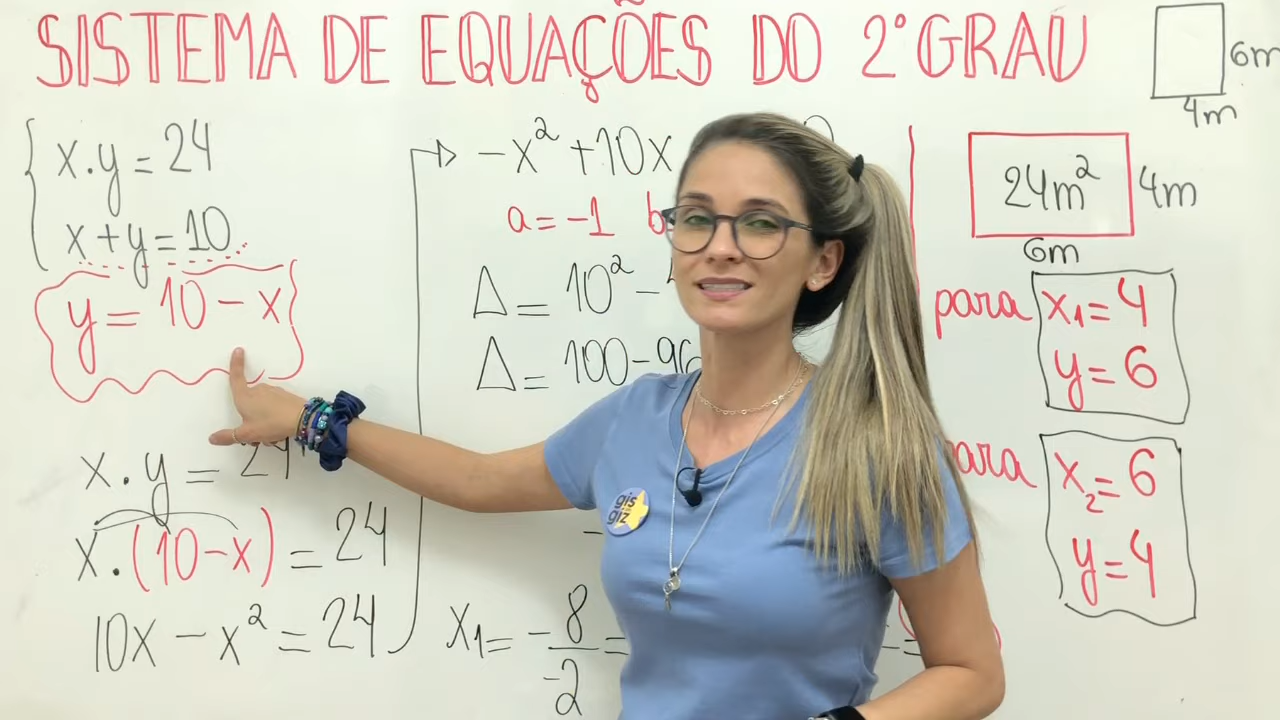 SISTEMA DE EQUAÇÕES DO 2° GRAU
x.y = 24
x+y = 10
y = 10 - x
x.y = 24
x.(10-x) = 24
10x - x² = 24
-x² + 10x
a = -1 b
Δ = 10² -
Δ = 100 - 96
x₁ = -8/-2 =
gis
giz
6m
4m
24m² 4m
6m
para x₁ = 4
y = 6
para x₂ = 6
y = 4